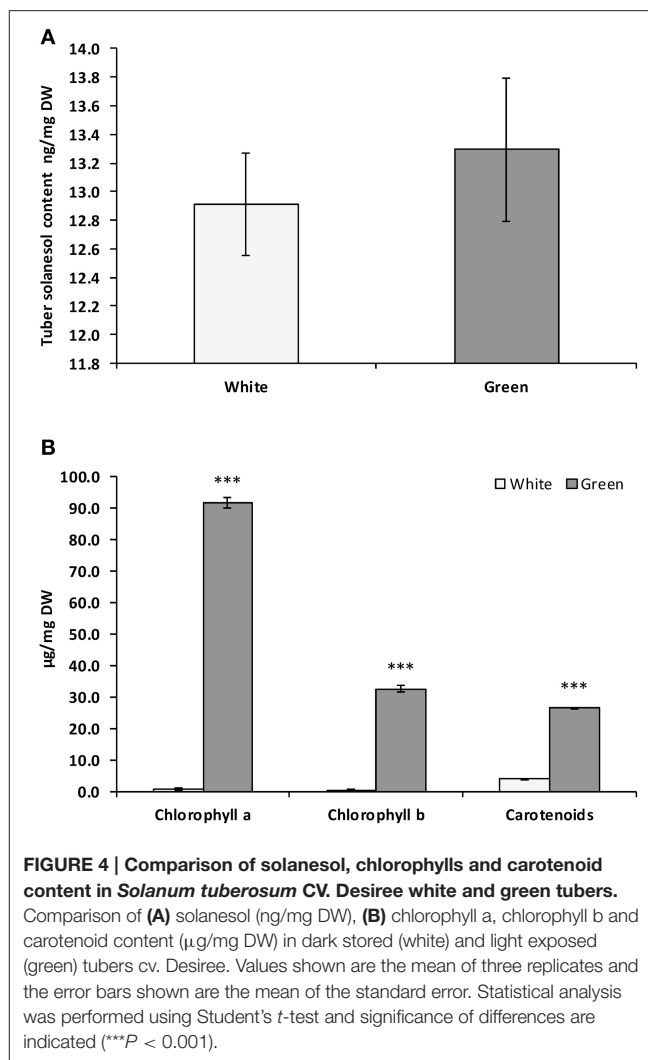 A
Tuber solanesol content ng/mg DW
14.0
13.8
13.6
13.4
13.2
13.0
12.8
12.6
12.4
12.2
12.0
11.8
White
Green
B
White
Green
µg/mg DW
100.0
90.0
80.0
70.0
60.0
50.0
40.0
30.0
20.0
10.0
0.0
***
***
***
Chlorophyll a
Chlorophyll b
Carotenoids
FIGURE 4 | Comparison of solanesol, chlorophylls and carotenoid
content in Solanum tuberosum CV. Desiree white and green tubers.
Comparison of (A) solanesol (ng/mg DW), (B) chlorophyll a, chlorophyll b and
carotenoid content (µg/mg DW) in dark stored (white) and light exposed
(green) tubers cv. Desiree. Values shown are the mean of three replicates and
the error bars shown are the mean of the standard error. Statistical analysis
was performed using Student's t-test and significance of differences are
indicated (***P < 0.001).